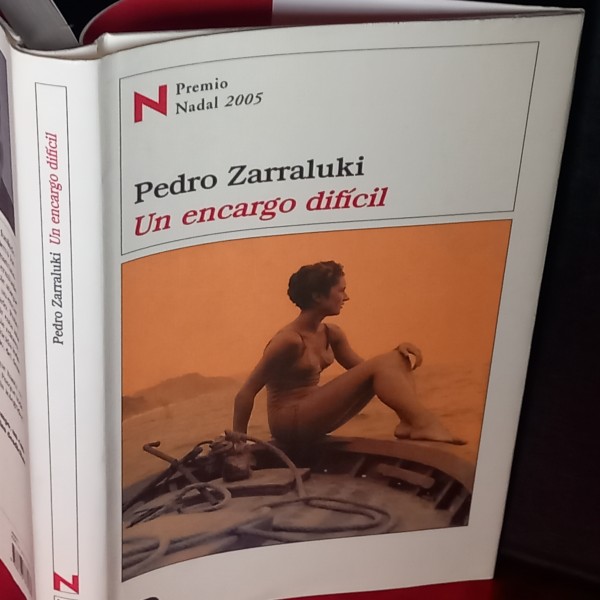 Premio
Nadal 2005
Pedro Zarraluki
Un encargo difícil
Pedro Zarraluki Un encargo difícil